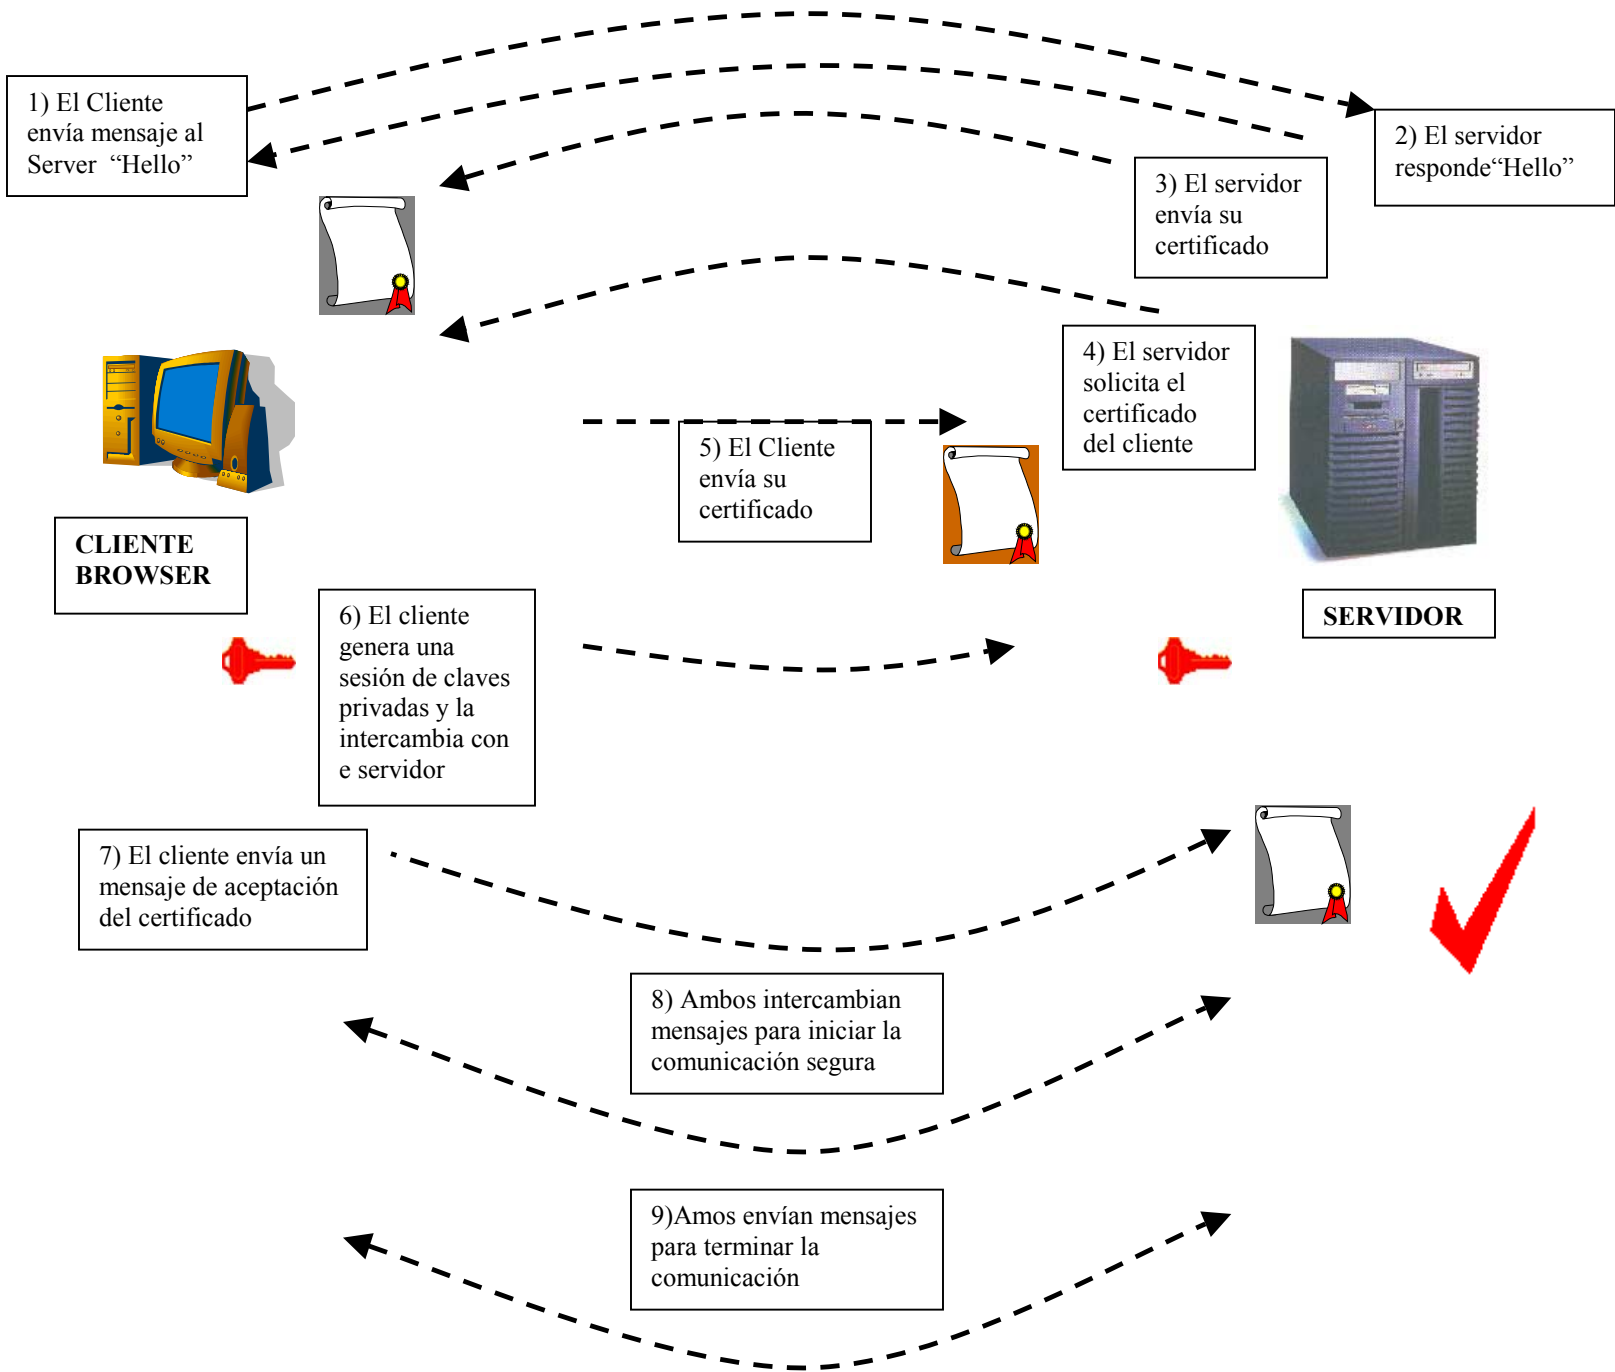 1) El Cliente
envía mensaje al
Server “Hello”
2) El servidor
responde“Hello”
3) El servidor
envía su
certificado
4) El servidor
solicita el
certificado
del cliente
5) El Cliente
envía su
certificado
CLIENTE
BROWSER
SERVIDOR
6) El cliente
genera una
sesión de claves
privadas y la
intercambia con
e servidor
7) El cliente envía un
mensaje de aceptación
del certificado
8) Ambos intercambian
mensajes para iniciar la
comunicación segura
9)Amos envían mensajes
para terminar la
comunicación